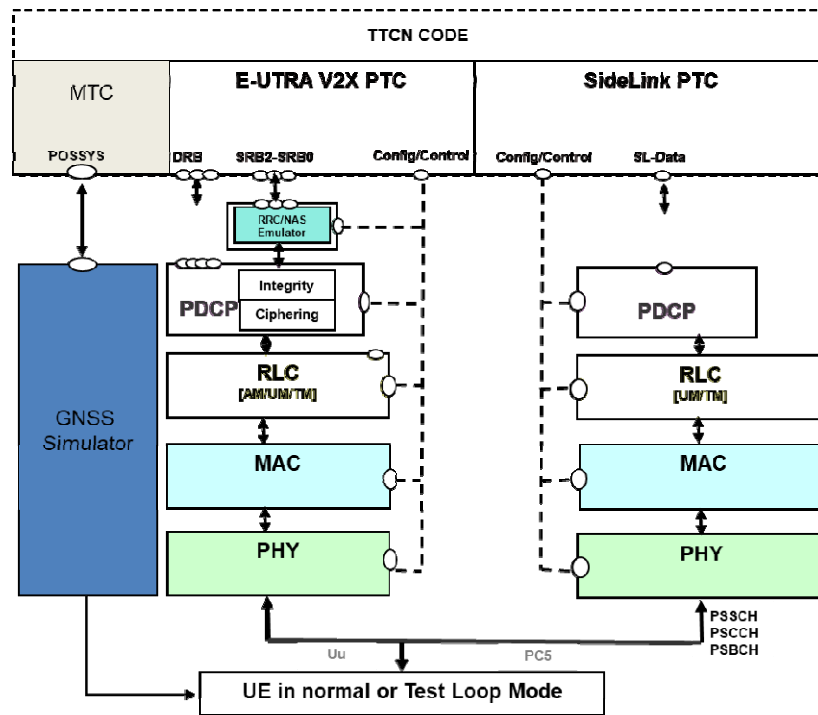 TTCN CODE
MTC
E-UTRA V2X PTC
SideLink PTC
POSSYS
DRB
SRB2-SRB0
Config/Control
Config/Control
SL-Data
RRC/NAS
Emulator
Integrity
PDCP
Ciphering
PDCP
RLC
[AM/UM/TM]
RLC
[UM/TM]
GNSS
Simulator
MAC
MAC
PHY
PHY
PSSCH
PSCCH
PSBCH
Uu
PC5
UE in normal or Test Loop Mode